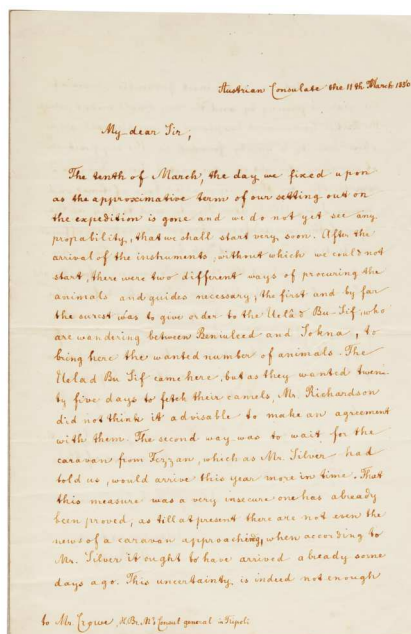 Austrian Consulate the 11th March 1850
My dear Sir,
The tenth of March, the day we fixed upon
as the approximative term of our setting out on
the expedition is gone and we do not yet see any
propability, that we shall start very soon. After the
arrival of the instruments, without which we could not
start, there were two different ways of procuring the
animals and guides necessary; the first and by far
the surest was to give order to the Uelad Bu-Sif, who
are wondering between Beniuleed and Sokna, to
bring here the wanted number of animals. The
Uelad Bu Sif came here, but as they wanted twen-
ty five days to fetch their camels, Mr. Richardson
did not think it advisable to make an agreement
with them. The second way was to wait for the
caravan from Fezzan, which as Mr. Silver had
told us, would arrive this year more in time. That
this measure was a very insecure one has already
been proved, as till at present there are not even the
news of a caravan approaching, when according to
Mr. Silver it ought to have arrived already some
days ago. This uncertainty is indeed not enough
to Mr. Crowe, H. Br. M's Consul general in Tripoli